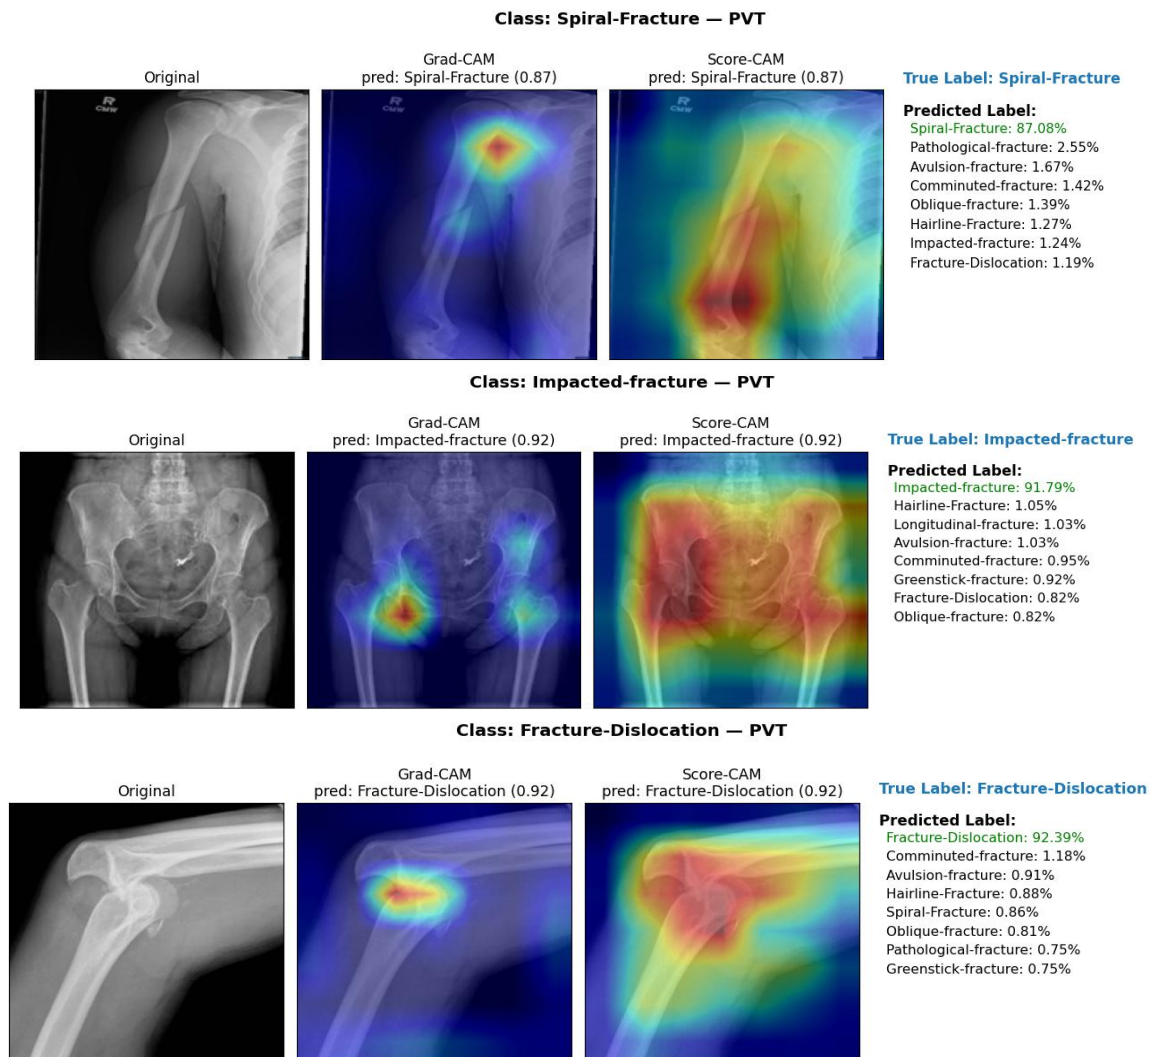 Class: Spiral-Fracture — PVT
Original
Grad-CAM
pred: Spiral-Fracture (0.87)
Score-CAM
pred: Spiral-Fracture (0.87)
R
CMW
True Label: Spiral-Fracture
Predicted Label:
Spiral-Fracture: 87.08%
Pathological-fracture: 2.55%
Avulsion-fracture: 1.67%
Comminuted-fracture: 1.42%
Oblique-fracture: 1.39%
Hairline-Fracture: 1.27%
Impacted-fracture: 1.24%
Fracture-Dislocation: 1.19%
Class: Impacted-fracture — PVT
Original
Grad-CAM
pred: Impacted-fracture (0.92)
Score-CAM
pred: Impacted-fracture (0.92)
True Label: Impacted-fracture
Predicted Label:
Impacted-fracture: 91.79%
Hairline-Fracture: 1.05%
Longitudinal-fracture: 1.03%
Avulsion-fracture: 1.03%
Comminuted-fracture: 0.95%
Greenstick-fracture: 0.92%
Fracture-Dislocation: 0.82%
Oblique-fracture: 0.82%
Class: Fracture-Dislocation — PVT
Original
Grad-CAM
pred: Fracture-Dislocation (0.92)
Score-CAM
pred: Fracture-Dislocation (0.92)
True Label: Fracture-Dislocation
Predicted Label:
Fracture-Dislocation: 92.39%
Comminuted-fracture: 1.18%
Avulsion-fracture: 0.91%
Hairline-Fracture: 0.88%
Spiral-Fracture: 0.86%
Oblique-fracture: 0.81%
Pathological-fracture: 0.75%
Greenstick-fracture: 0.75%